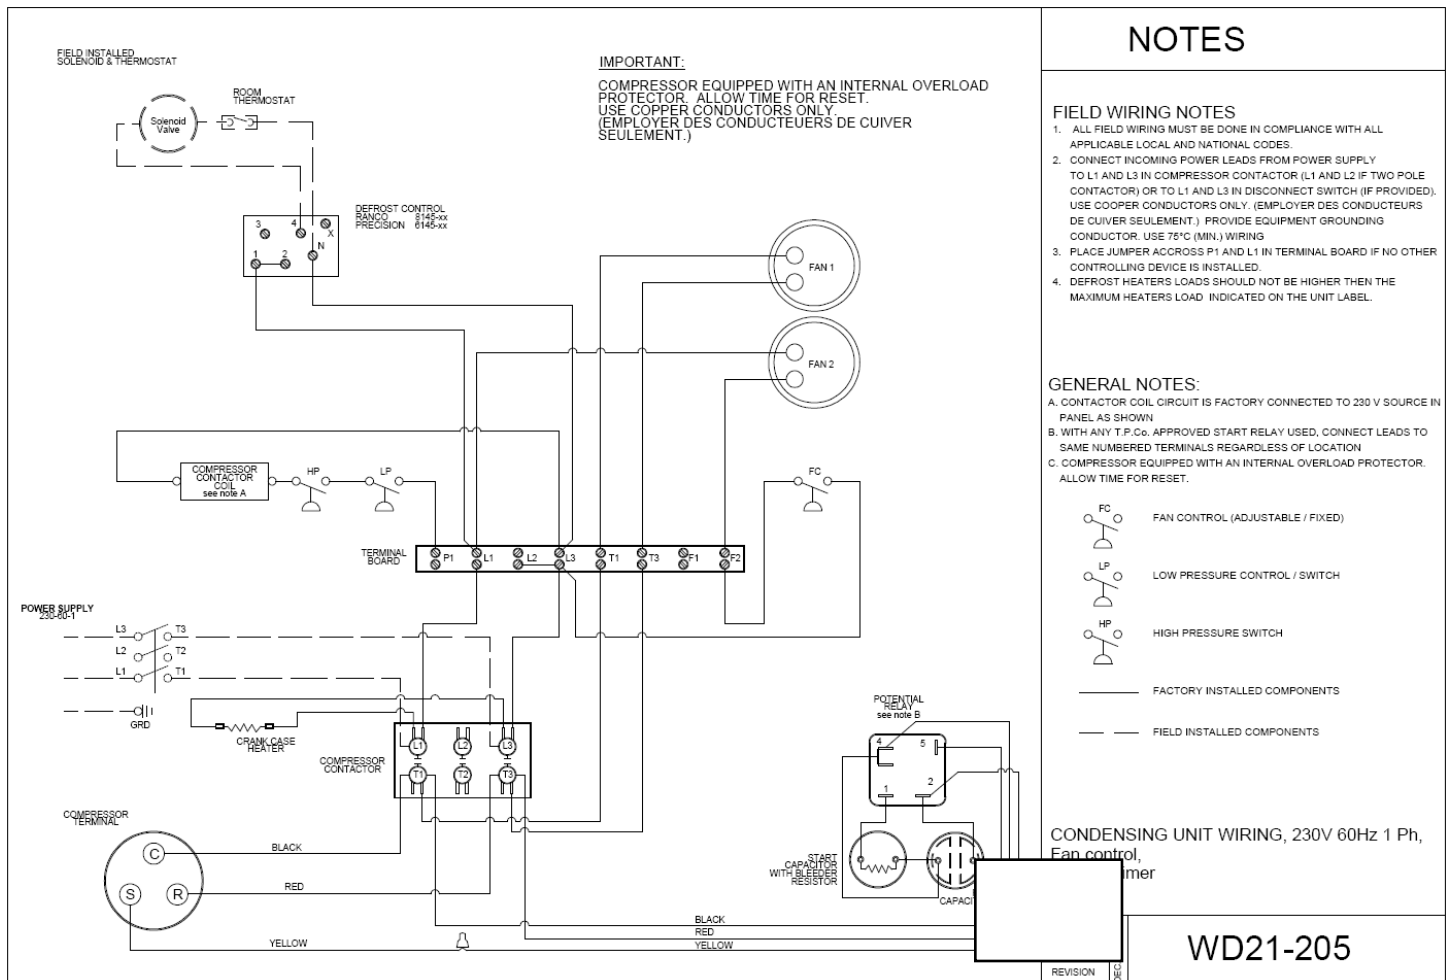 FIELD INSTALLED
SOLENOID & THERMOSTAT
Solenoid
Valve
ROOM
THERMOSTAT
IMPORTANT:
COMPRESSOR EQUIPPED WITH AN INTERNAL OVERLOAD
PROTECTOR. ALLOW TIME FOR RESET.
USE COPPER CONDUCTORS ONLY.
(EMPLOYER DES CONDUCTEUERS DE CUIVER
SEULEMENT.)
DEFROST CONTROL
RANCO 8145-xx
PRECISION 6145-xx
3
4
X
N
1
2
FAN 1
FAN 2
COMPRESSOR
CONTACTOR
COIL
see note A
HP
LP
FC
TERMINAL
BOARD
P1
L1
L2
L3
T1
T3
F1
F2
POWER SUPPLY
230-60-1
L3
T3
L2
T2
L1
T1
GRD
CRANK CASE
HEATER
COMPRESSOR
CONTACTOR
L1
L2
L3
T1
T2
T3
COMPRESSOR
TERMINAL
C
S
R
BLACK
RED
YELLOW
POTENTIAL
RELAY
see note B
4
5
2
1
START
CAPACITOR
WITH BLEEDER
RESISTOR
CAPACI
BLACK
RED
YELLOW
NOTES
FIELD WIRING NOTES
1. ALL FIELD WIRING MUST BE DONE IN COMPLIANCE WITH ALL
APPLICABLE LOCAL AND NATIONAL CODES.
2. CONNECT INCOMING POWER LEADS FROM POWER SUPPLY
TO L1 AND L3 IN COMPRESSOR CONTACTOR (L1 AND L2 IF TWO POLE
CONTACTOR) OR TO L1 AND L3 IN DISCONNECT SWITCH (IF PROVIDED).
USE COOPER CONDUCTORS ONLY. (EMPLOYER DES CONDUCTEURS
DE CUIVER SEULEMENT.) PROVIDE EQUIPMENT GROUNDING
CONDUCTOR. USE 75°C (MIN.) WIRING
3. PLACE JUMPER ACCROSS P1 AND L1 IN TERMINAL BOARD IF NO OTHER
CONTROLLING DEVICE IS INSTALLED.
4. DEFROST HEATERS LOADS SHOULD NOT BE HIGHER THEN THE
MAXIMUM HEATERS LOAD INDICATED ON THE UNIT LABEL.
GENERAL NOTES:
A. CONTACTOR COIL CIRCUIT IS FACTORY CONNECTED TO 230 V SOURCE IN
PANEL AS SHOWN
B. WITH ANY T.P.Co. APPROVED START RELAY USED, CONNECT LEADS TO
SAME NUMBERED TERMINALS REGARDLESS OF LOCATION
C. COMPRESSOR EQUIPPED WITH AN INTERNAL OVERLOAD PROTECTOR.
ALLOW TIME FOR RESET.
FC
FAN CONTROL (ADJUSTABLE / FIXED)
LP
LOW PRESSURE CONTROL / SWITCH
HP
HIGH PRESSURE SWITCH
FACTORY INSTALLED COMPONENTS
FIELD INSTALLED COMPONENTS
CONDENSING UNIT WIRING, 230V 60Hz 1 Ph,
Fan control,
imer
WD21-205
REVISION
DEC